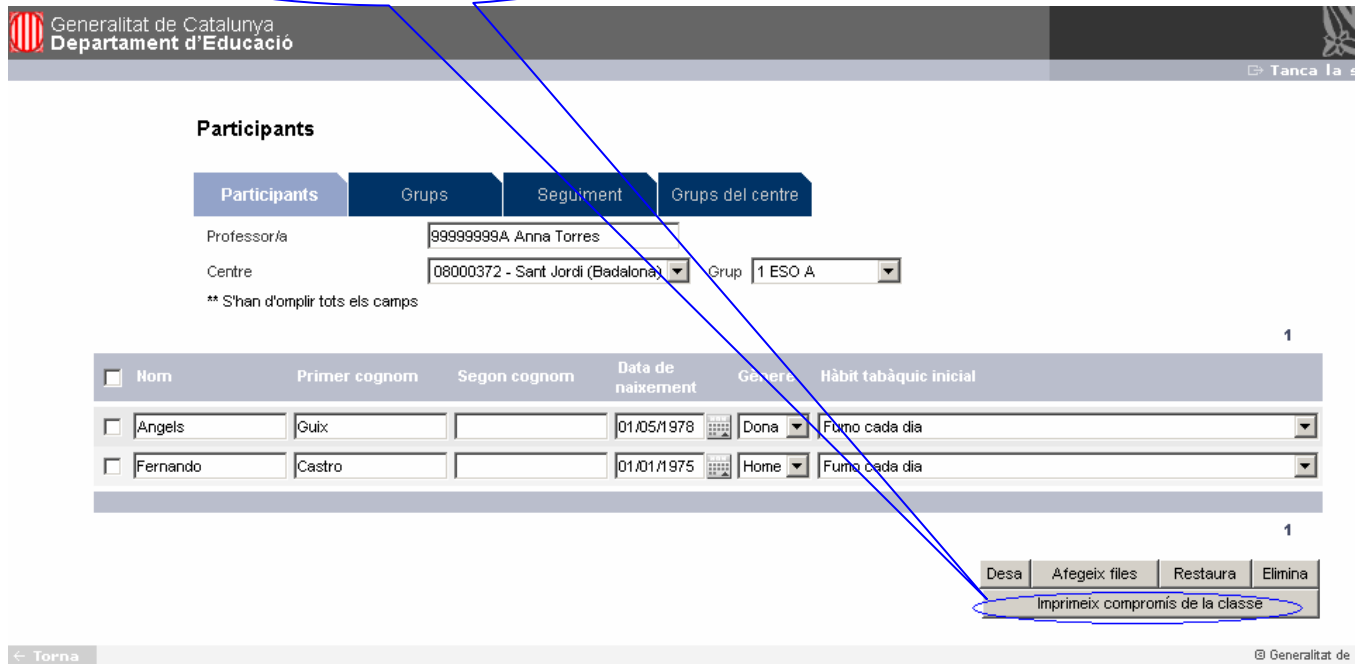 Generalitat de Catalunya
Departament d'Educació
Tanca la
Participants
Participants Grups Seguiment Grups del centre
Professor/a 99999999A Anna Torres
Centre 08000372 - Sant Jordi (Badalona) Grup 1 ESO A
** S'han d'omplir tots els camps
1
Nom Primer cognom Segon cognom Data de naixement Gènere Hàbit tabàquic inicial
Angels Guix 01/05/1978 Dona Fumo cada dia
Fernando Castro 01/01/1975 Home Fumo cada dia
1
Desa Afegeix files Restaura Elimina
Imprimeix compromís de la classe
← Torna
Generalitat de